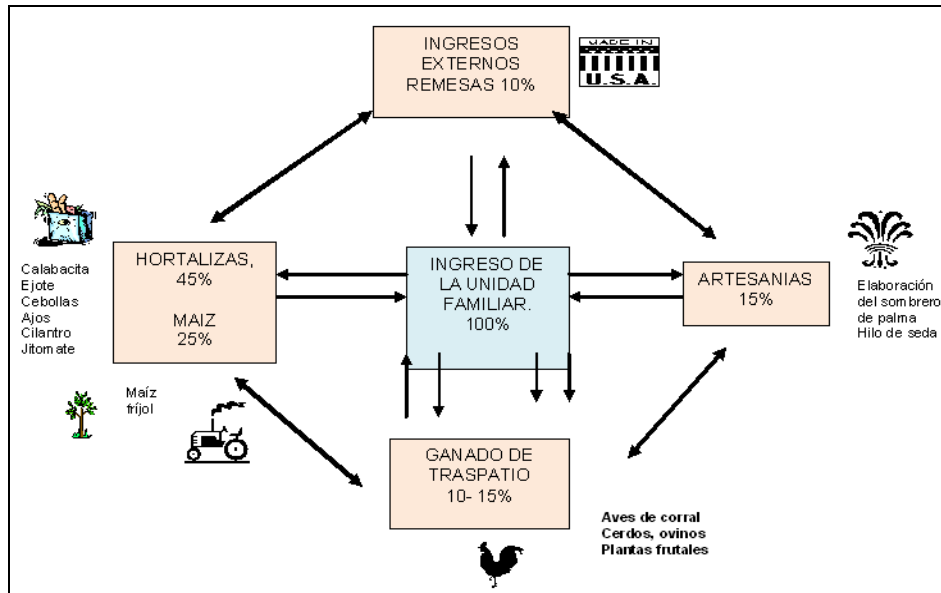 INGRESOS
EXTERNOS
REMESAS 10%
MADE IN
U.S.A.
Calabacita
Ejote
Cebollas
Ajos
Cilantro
Jitomate
HORTALIZAS,
45%
MAIZ
25%
INGRESO DE
LA UNIDAD
FAMILIAR.
100%
ARTESANIAS
15%
Elaboración
del sombrero
de palma
Hilo de seda
Maíz
fríjol
GANADO DE
TRASPATIO
10- 15%
Aves de corral
Cerdos, ovinos
Plantas frutales